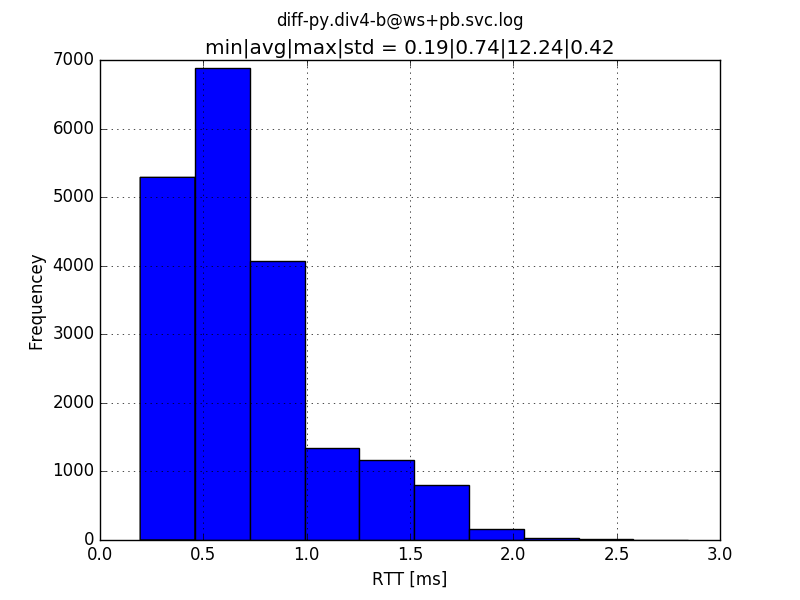 diff-py.div4-b@ws+pb.svc.log
min|avg|max|std = 0.19|0.74|12.24|0.42
7000
6000
5000
4000
3000
2000
1000
0
Frequencey
0.0 0.5 1.0 1.5 2.0 2.5 3.0
RTT [ms]